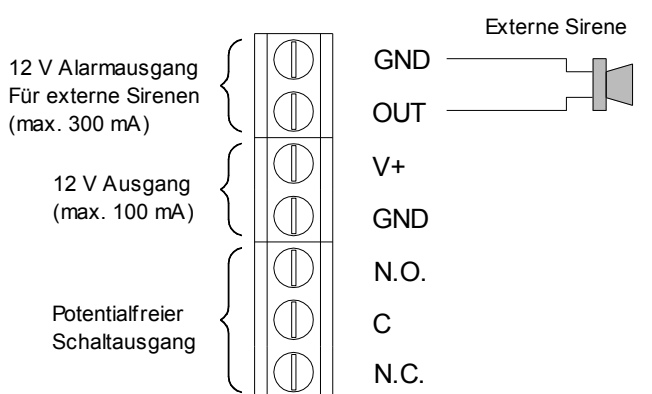 Externe Sirene
12 V Alarmausgang
Für externe Sirenen
(max. 300 mA)
GND
OUT
12 V Ausgang
(max. 100 mA)
V+
GND
Potentialfreier
Schaltausgang
N.O.
C
N.C.